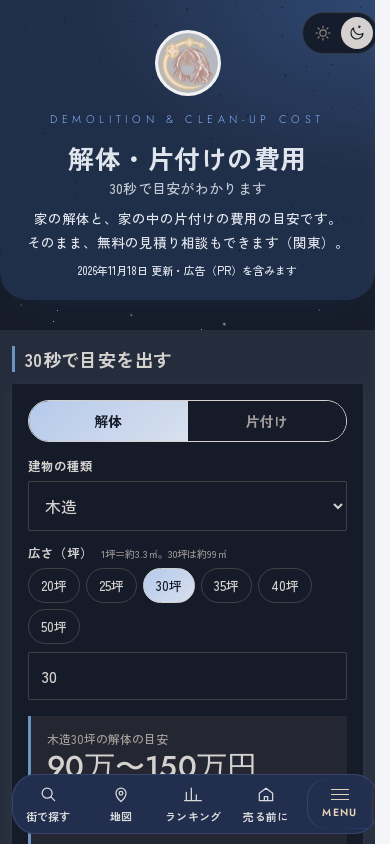 DEMOLITION & CLEAN-UP COST
解体・片付けの費用
30秒で目安がわかります
家の解体と、家の中の片付けの費用の目安です。
そのまま、無料の見積り相談もできます（関東）。
2026年11月18日 更新・広告（PR）を含みます
30秒で目安を出す
解体 片付け
建物の種類
木造
広さ（坪） 1坪＝約3.3㎡。30坪は約99㎡
20坪 25坪 30坪 35坪 40坪
50坪
30
木造30坪の解体の目安
90万〜150万円
街で探す 地図 ランキング 売る前に MENU